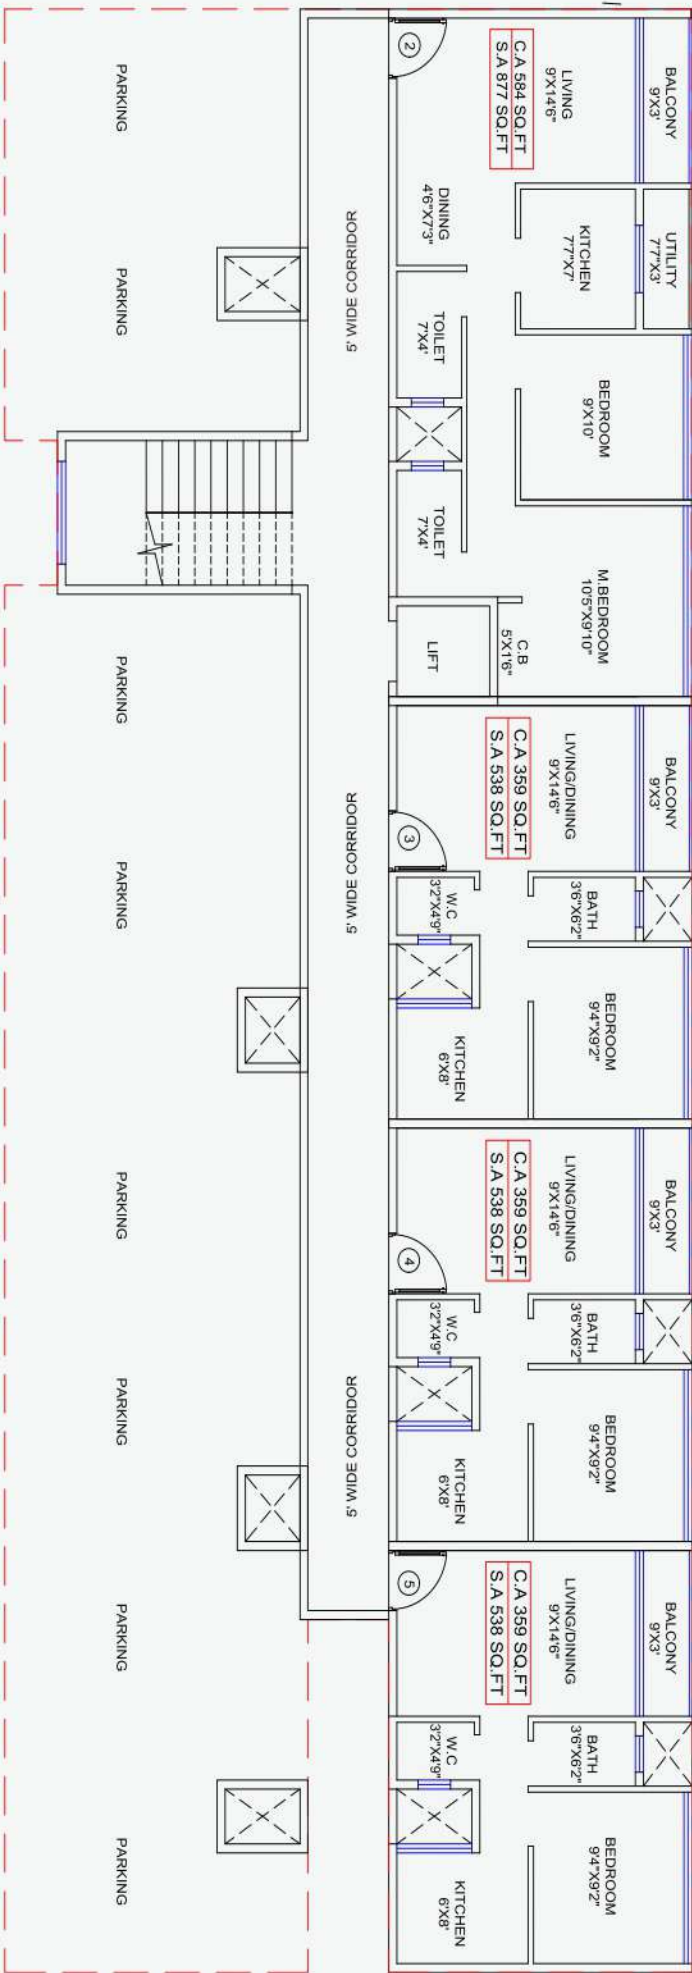 BALCONY
9'X3'
UTILITY
7'7"X3'
LIVING
9'X14'6"
C.A 584 SQ.FT
S.A 877 SQ.FT
KITCHEN
7'7"X7'
BEDROOM
9'X10'
M.BEDROOM
10'5"X9'10"
C.B
5'X1'6"
DINING
4'6"X7'3"
TOILET
7'X4'
TOILET
7'X4'
LIFT
2
BALCONY
9'X3'
LIVING/DINING
9'X14'6"
C.A 359 SQ.FT
S.A 538 SQ.FT
BATH
3'6"X6'2"
BEDROOM
9'4"X9'2"
W.C
3'2"X4'9"
KITCHEN
6'X8'
3
BALCONY
9'X3'
LIVING/DINING
9'X14'6"
C.A 359 SQ.FT
S.A 538 SQ.FT
BATH
3'6"X6'2"
BEDROOM
9'4"X9'2"
W.C
3'2"X4'9"
KITCHEN
6'X8'
4
BALCONY
9'X3'
LIVING/DINING
9'X14'6"
C.A 359 SQ.FT
S.A 538 SQ.FT
BATH
3'6"X6'2"
BEDROOM
9'4"X9'2"
W.C
3'2"X4'9"
KITCHEN
6'X8'
5
5' WIDE CORRIDOR
5' WIDE CORRIDOR
5' WIDE CORRIDOR
PARKING
PARKING
PARKING
PARKING
PARKING
PARKING
PARKING
PARKING